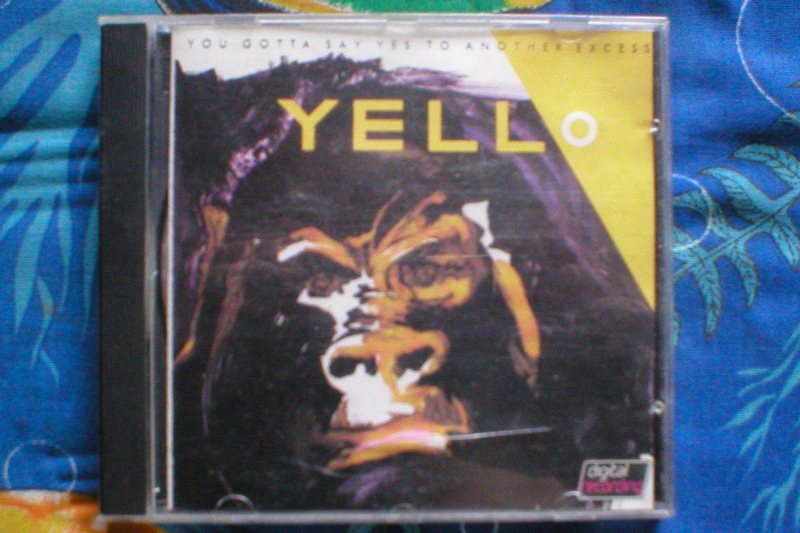 YOU GOTTA SAY YES TO ANOTHER EXCESS
YELLO
digital
recording